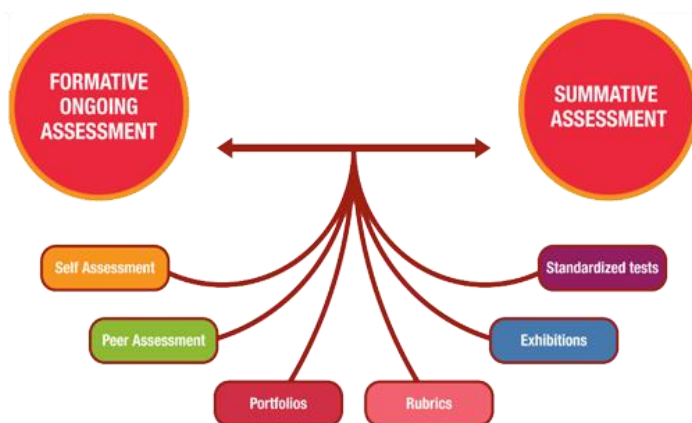 FORMATIVE
ONGOING
ASSESSMENT
SUMMATIVE
ASSESSMENT
Self Assessment
Standardized tests
Peer Assessment
Exhibitions
Portfolios
Rubrics